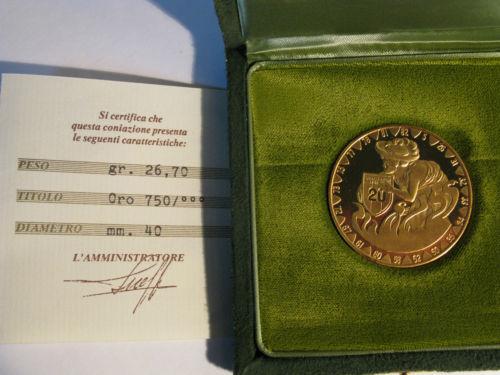 Si certifica che
questa coniazione presenta
le seguenti caratteristiche:
PESO gr. 26,70
TITOLO Oro 750/°°°
DIAMETRO mm. 40
L'AMMINISTRATORE
20